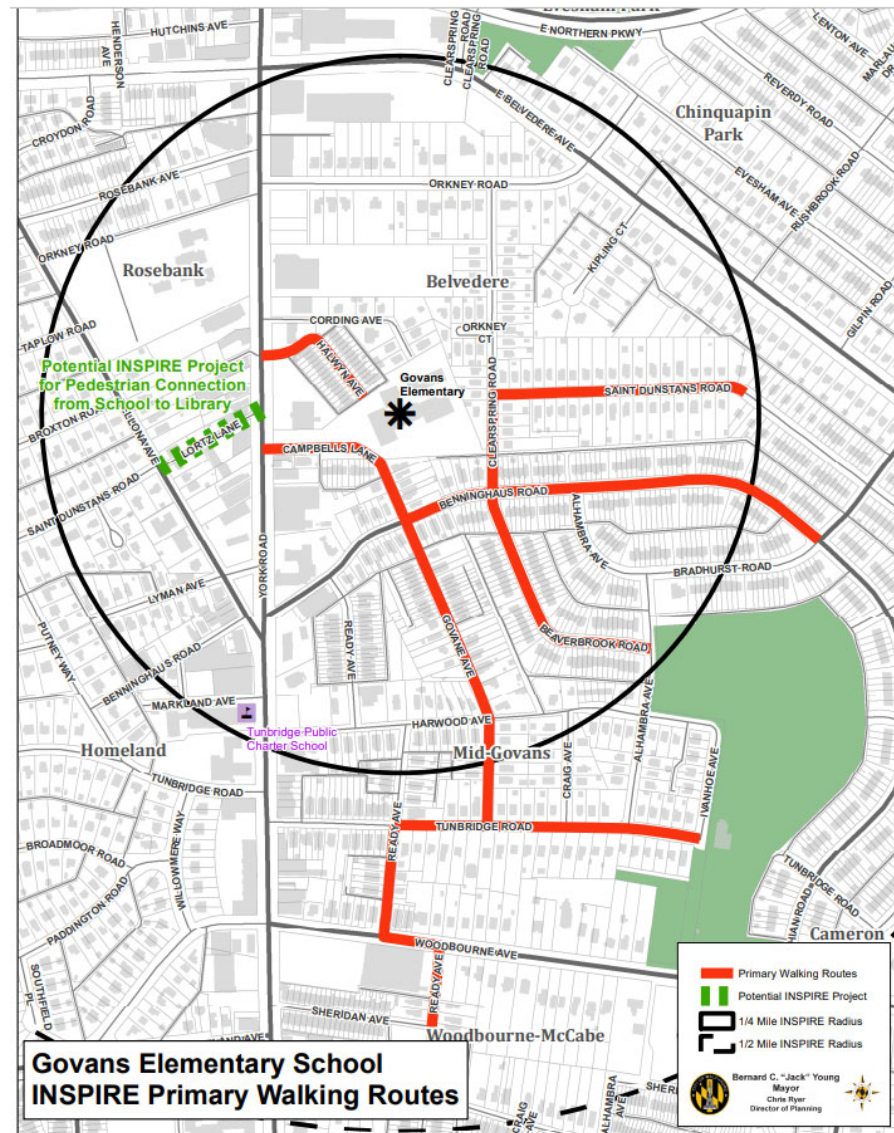 Evesham Park
E NORTHERN PKWY
HUTCHINS AVE
HENDERSON
AVE
CLEARSPRING
ROAD
CLEARSPRING
ROAD
LENTON AVE
REVERDY ROAD
Chinquapin
Park
E BELVEDERE AVE
CROYDON ROAD
EVESHAM AVE
RUSHBROOK ROAD
ROSEBANK AVE
ORKNEY ROAD
ORKNEY ROAD
KIPLING CT
Rosebank
Belvedere
GILPIN ROAD
CORDING AVE
ORKNEY
CT
TAPLOW ROAD
HALWYN AVE
Potential INSPIRE Project
for Pedestrian Connection
from School to Library
Govans
Elementary
SAINT DUNSTANS ROAD
CLEARSPRING ROAD
LORTZ LANE
CAMPBELLS LANE
SAINT DUNSTANS ROAD
BENNINGHAUS ROAD
ALHAMBRA AVE
BRADHURST ROAD
YORK ROAD
LYMAN AVE
PUTNEY WAY
READY AVE
GOVANE AVE
BEAVERBROOK ROAD
BENNINGHAUS ROAD
MARKLAND AVE
ALHAMBRA AVE
HARWOOD AVE
Tunbridge Public
Charter School
Homeland
Mid-Govans
CRAIG AVE
IVANHOE AVE
TUNBRIDGE ROAD
TUNBRIDGE ROAD
READY AVE
BROADMOOR ROAD
WILLOWMERE WAY
PADDINGTON ROAD
TUNBRIDGE ROAD
Cameron
WOODBOURNE AVE
SOUTHFIELD
PL
READY AVE
SHERIDAN AVE
Woodbourne-McCabe
Primary Walking Routes
Potential INSPIRE Project
1/4 Mile INSPIRE Radius
1/2 Mile INSPIRE Radius
Bernard C. "Jack" Young
Mayor
Chris Ryer
Director of Planning
Govans Elementary School
INSPIRE Primary Walking Routes
CRAIG
AVE
ALHAMBRA
AVE